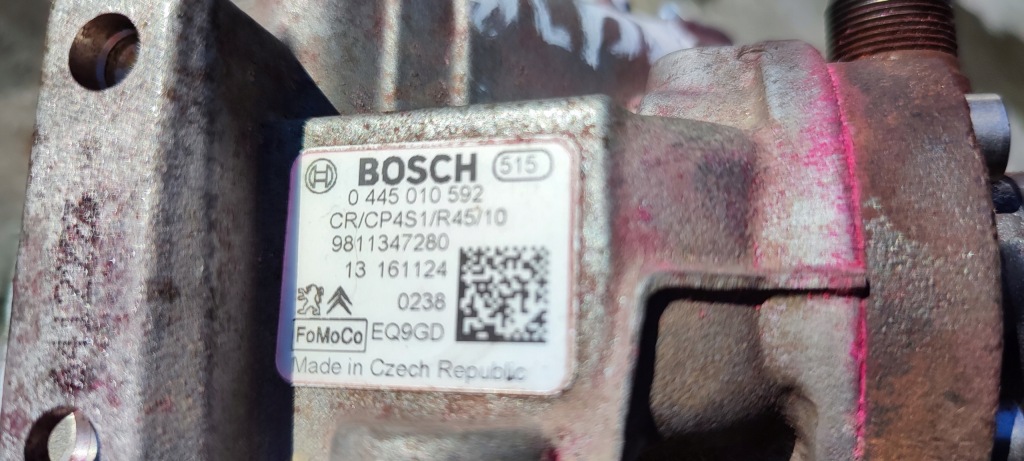 BOSCH 515
0 445 010 592
CR/CP4S1/R45/10
9811347280
13 161124
0238
FoMoCo EQ9GD
Made in Czech Republic